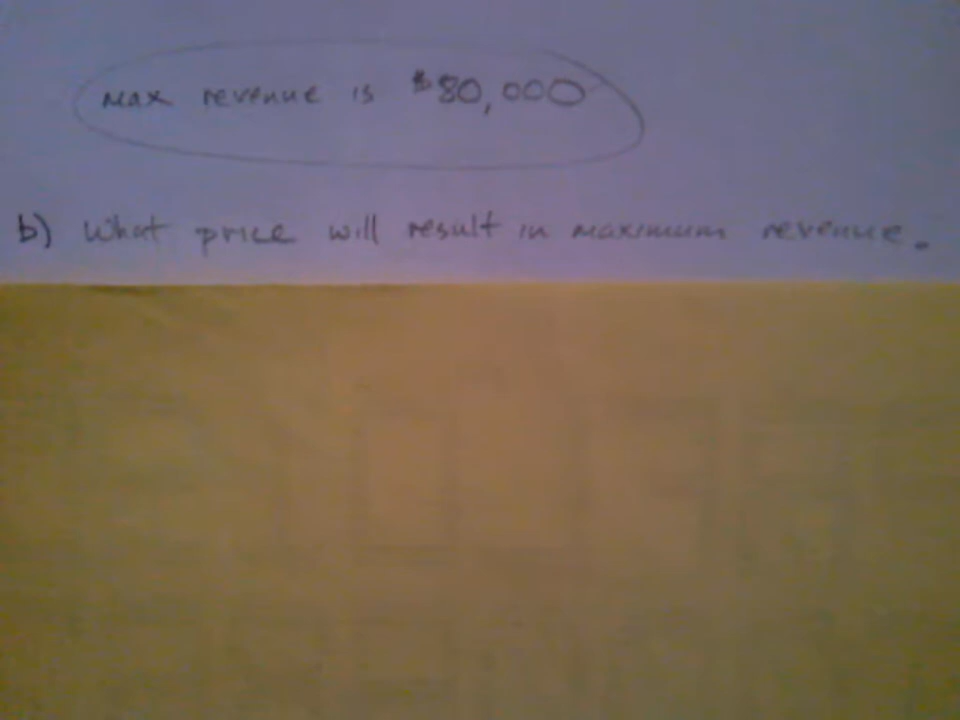 Max revenue is $80,000
b) What price will result in maximum revenue.